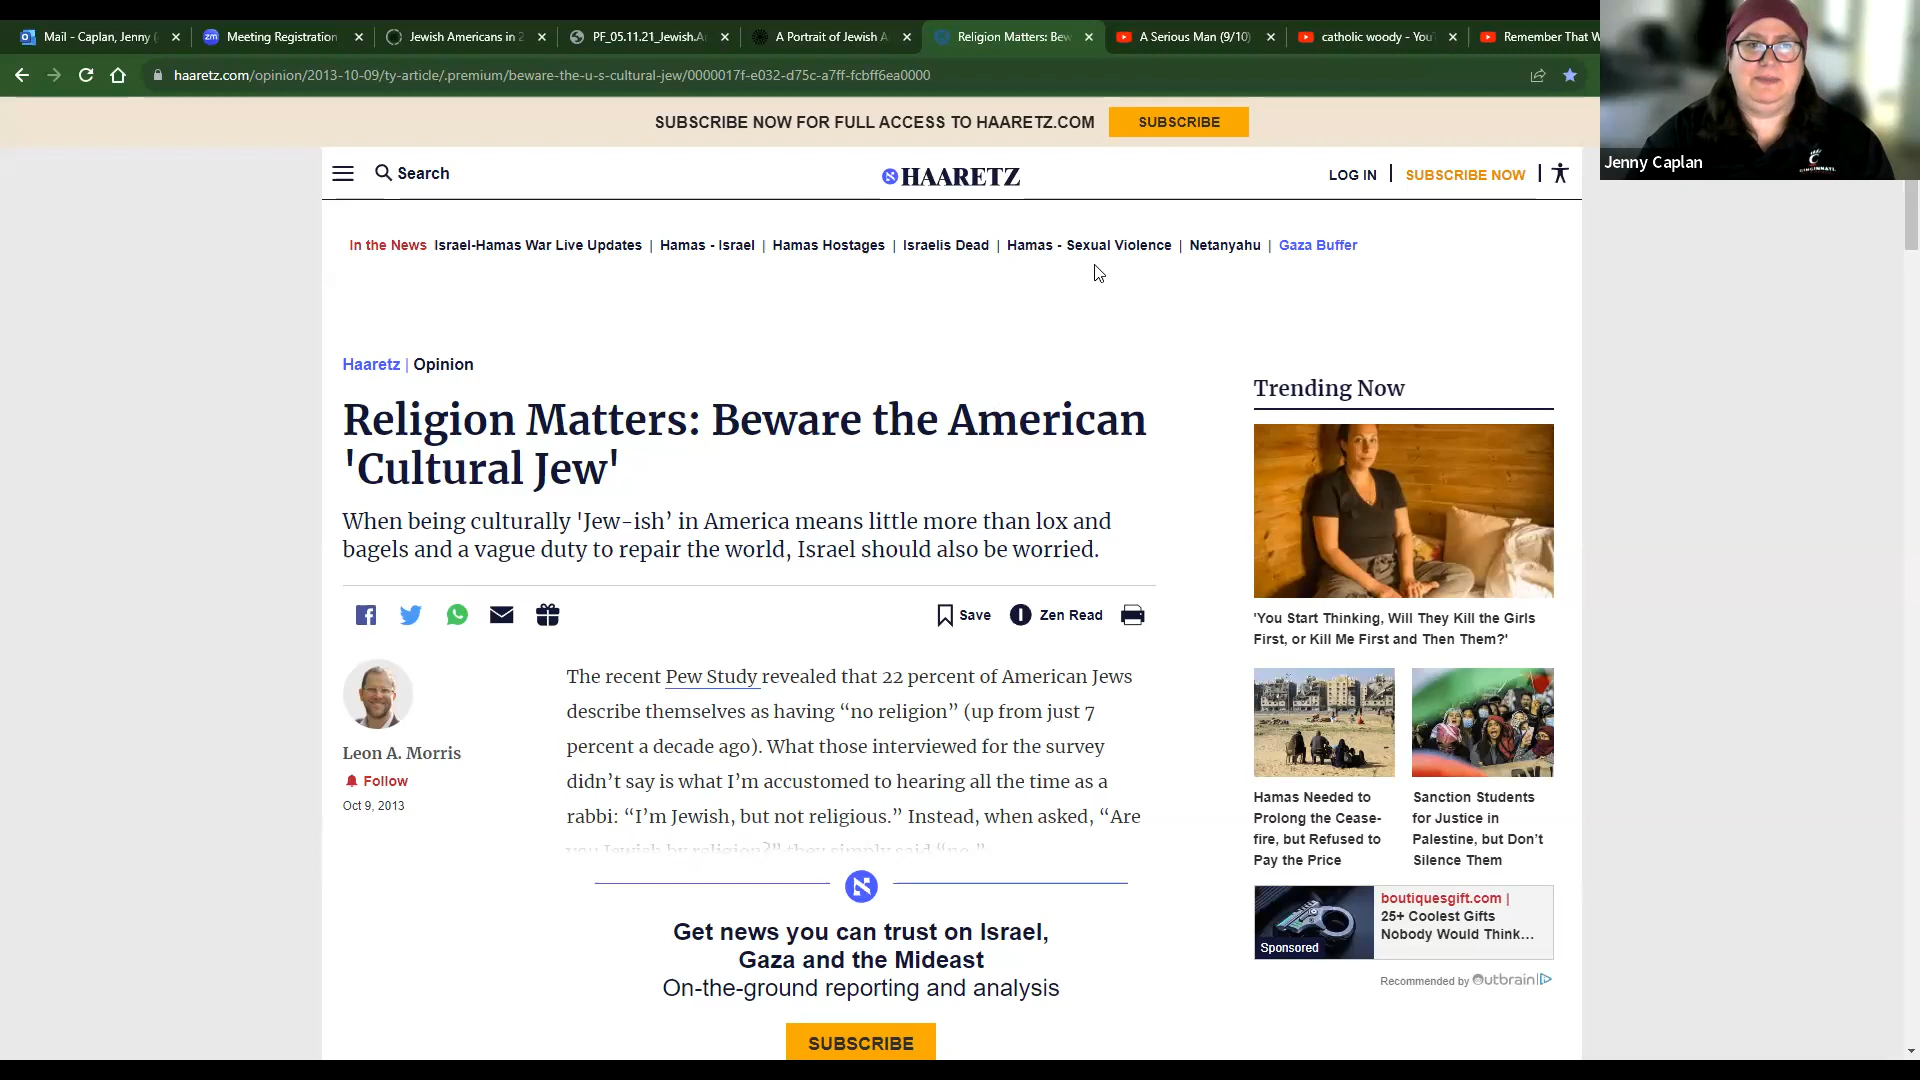 Mail - Caplan, Jenny (
Meeting Registration
Jewish Americans in 2
PF_05.11.21_Jewish.A
A Portrait of Jewish A
Religion Matters: Bew
A Serious Man (9/10)
catholic woody - You
Remember That W
haaretz.com/opinion/2013-10-09/ty-article/.premium/beware-the-u-s-cultural-jew/0000017f-e032-d75c-a7ff-fcbff6ea0000
Jenny Caplan
CINCINNATI
SUBSCRIBE NOW FOR FULL ACCESS TO HAARETZ.COM SUBSCRIBE
Search
HAARETZ
LOG IN | SUBSCRIBE NOW |
In the News Israel-Hamas War Live Updates | Hamas - Israel | Hamas Hostages | Israelis Dead | Hamas - Sexual Violence | Netanyahu | Gaza Buffer
Haaretz | Opinion
Religion Matters: Beware the American
'Cultural Jew'
When being culturally 'Jew-ish’ in America means little more than lox and
bagels and a vague duty to repair the world, Israel should also be worried.
Save Zen Read
Leon A. Morris
Follow
Oct 9, 2013
The recent Pew Study revealed that 22 percent of American Jews
describe themselves as having “no religion” (up from just 7
percent a decade ago). What those interviewed for the survey
didn’t say is what I’m accustomed to hearing all the time as a
rabbi: “I’m Jewish, but not religious.” Instead, when asked, “Are
you Jewish by religion?” they simply said “no.”
Get news you can trust on Israel,
Gaza and the Mideast
On-the-ground reporting and analysis
SUBSCRIBE
Trending Now
'You Start Thinking, Will They Kill the Girls
First, or Kill Me First and Then Them?'
Hamas Needed to
Prolong the Cease-
fire, but Refused to
Pay the Price
Sanction Students
for Justice in
Palestine, but Don’t
Silence Them
Sponsored
boutiquesgift.com |
25+ Coolest Gifts
Nobody Would Think...
Recommended by Outbrain